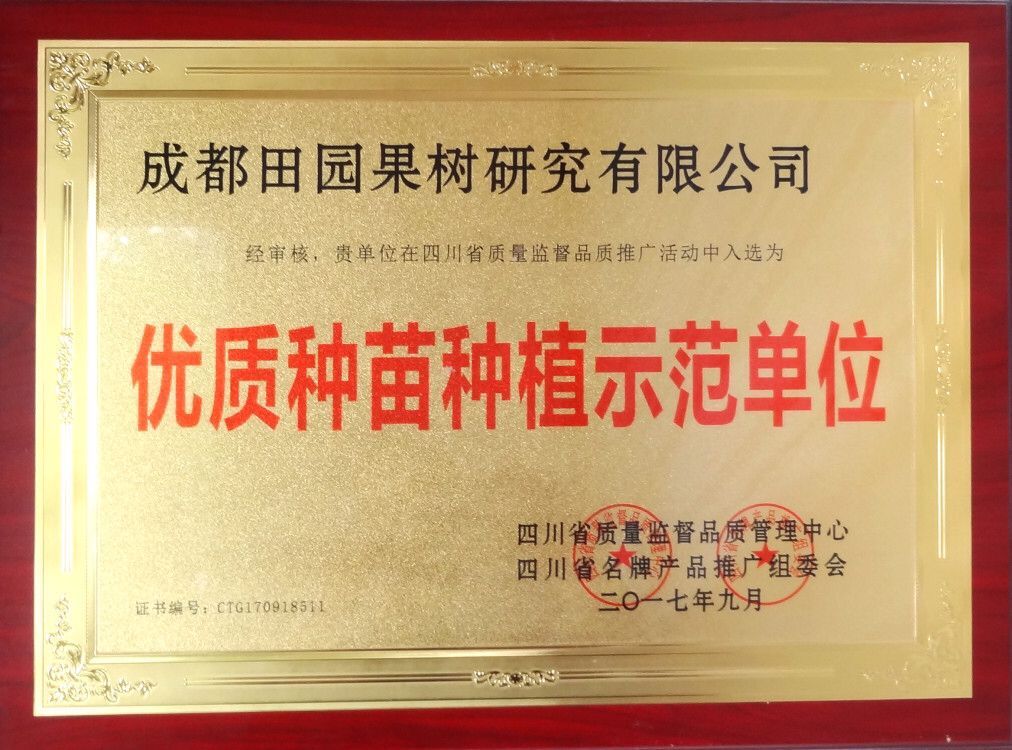 成都田园果树研究有限公司
经审核，贵单位在四川省质量监督品质推广活动中入选为
优质种苗种植示范单位
四川省质量监督品质管理中心
四川省名牌产品推广组委会
二〇一七年九月
证书编号：CTG170918511